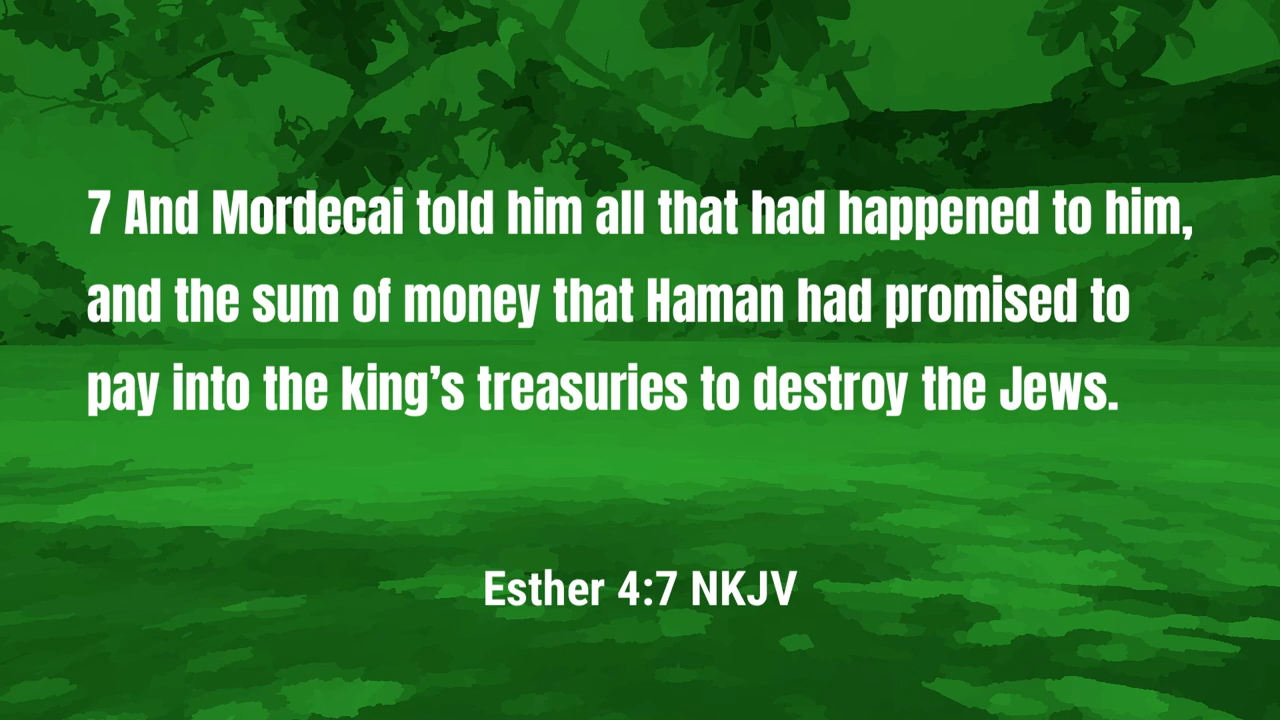 7 And Mordecai told him all that had happened to him,
and the sum of money that Haman had promised to
pay into the king’s treasuries to destroy the Jews.
Esther 4:7 NKJV